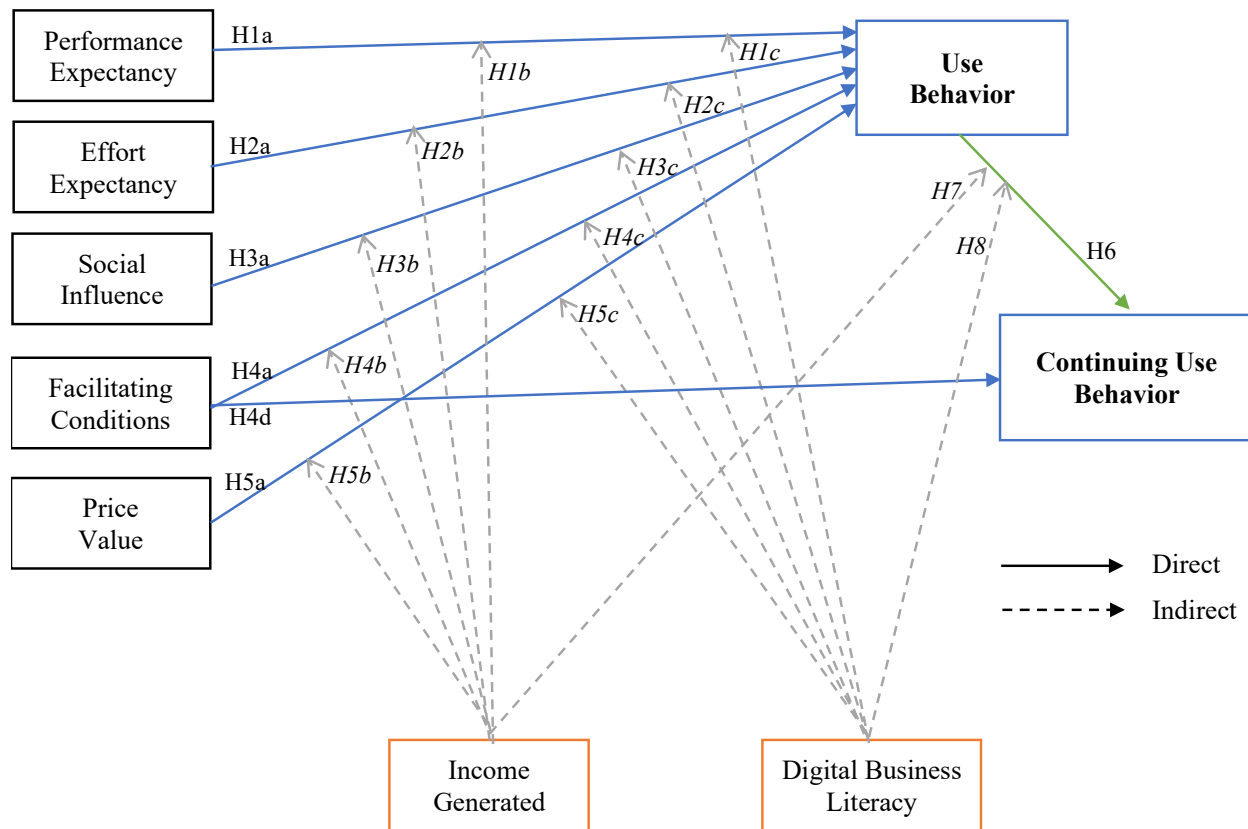 Performance
Expectancy
H1a
H1b
H1c
Use
Behavior
Effort
Expectancy
H2a
H2b
H2c
Social
Influence
H3a
H3b
H3c
H7
H8
H6
Facilitating
Conditions
H4a
H4d
H4b
H4c
Continuing Use
Behavior
Price
Value
H5a
H5b
H5c
Direct
Indirect
Income
Generated
Digital Business
Literacy